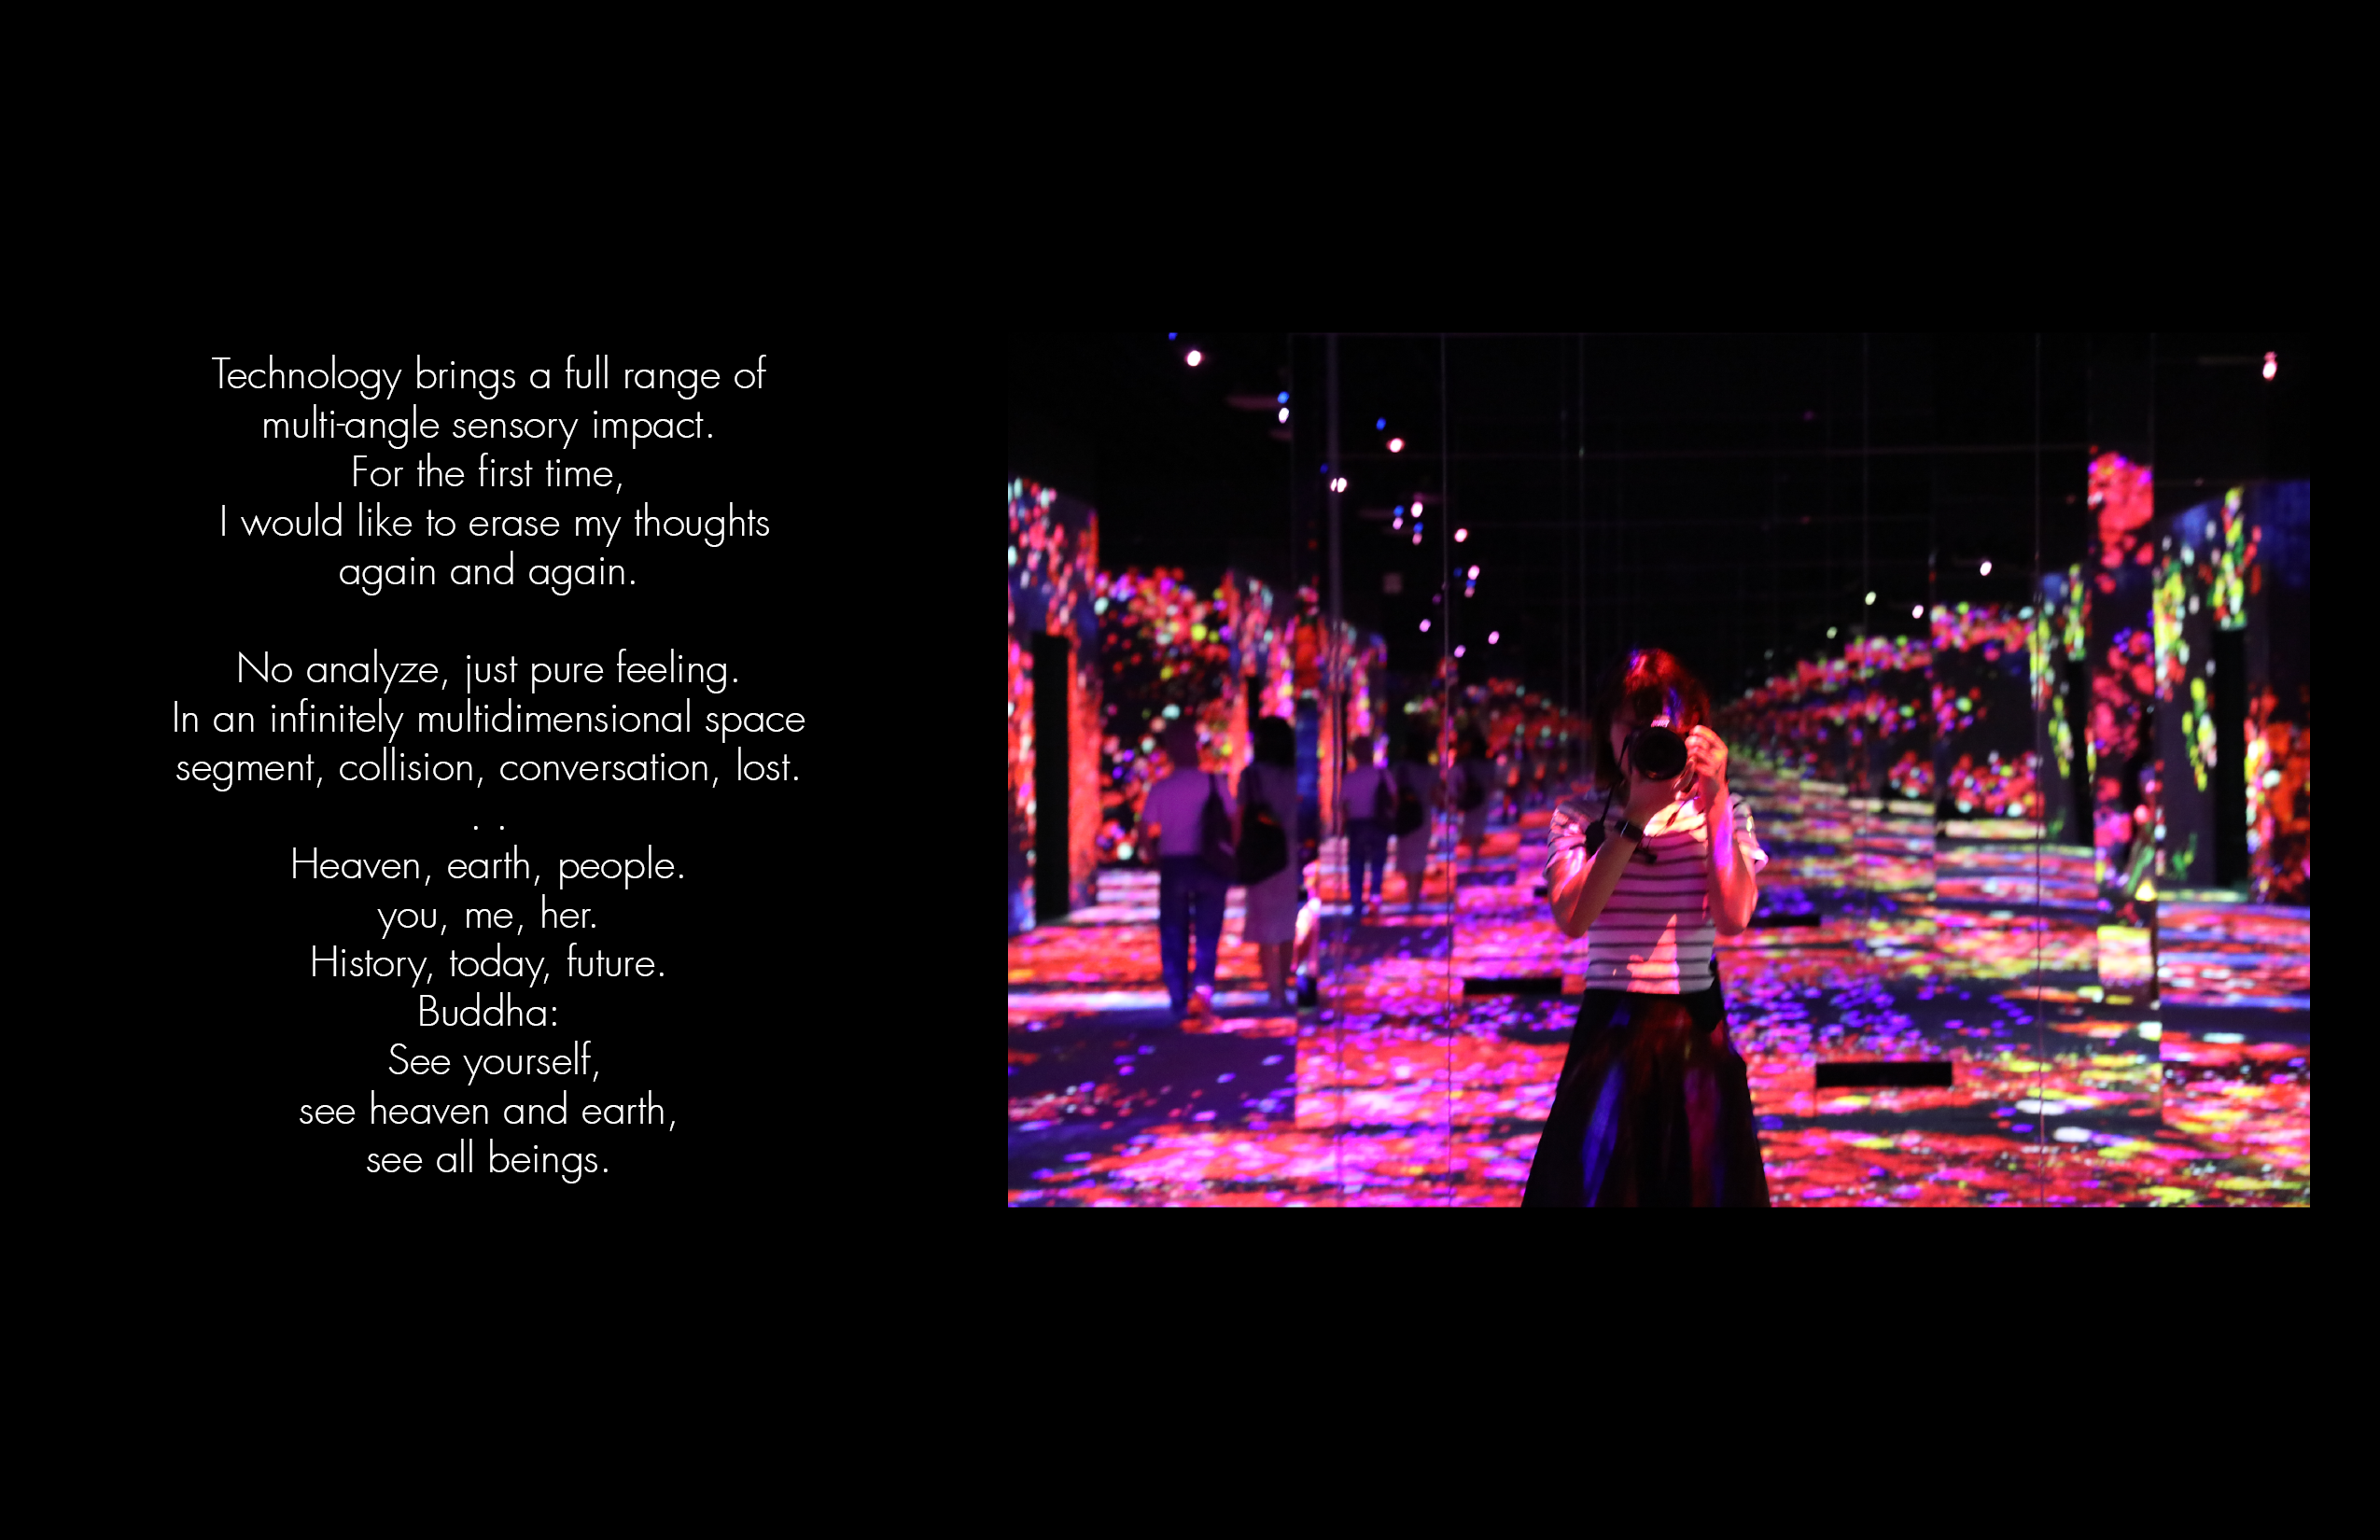 Technology brings a full range of
multi-angle sensory impact.
For the first time,
I would like to erase my thoughts
again and again.
No analyze, just pure feeling.
In an infinitely multidimensional space
segment, collision, conversation, lost.
. .
Heaven, earth, people.
you, me, her.
History, today, future.
Buddha:
See yourself,
see heaven and earth,
see all beings.